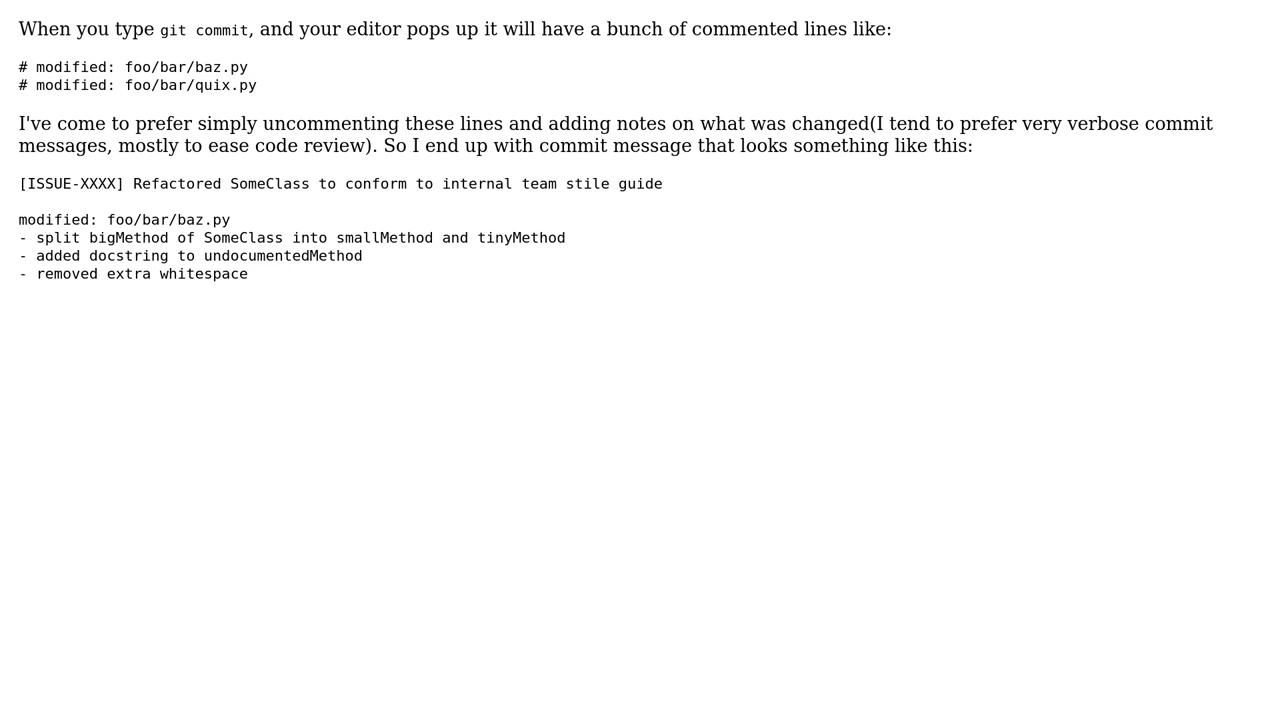 When you type git commit, and your editor pops up it will have a bunch of commented lines like:
# modified: foo/bar/baz.py
# modified: foo/bar/quix.py
I've come to prefer simply uncommenting these lines and adding notes on what was changed(I tend to prefer very verbose commit
messages, mostly to ease code review). So I end up with commit message that looks something like this:
[ISSUE-XXXX] Refactored SomeClass to conform to internal team stile guide
modified: foo/bar/baz.py
- split bigMethod of SomeClass into smallMethod and tinyMethod
- added docstring to undocumentedMethod
- removed extra whitespace